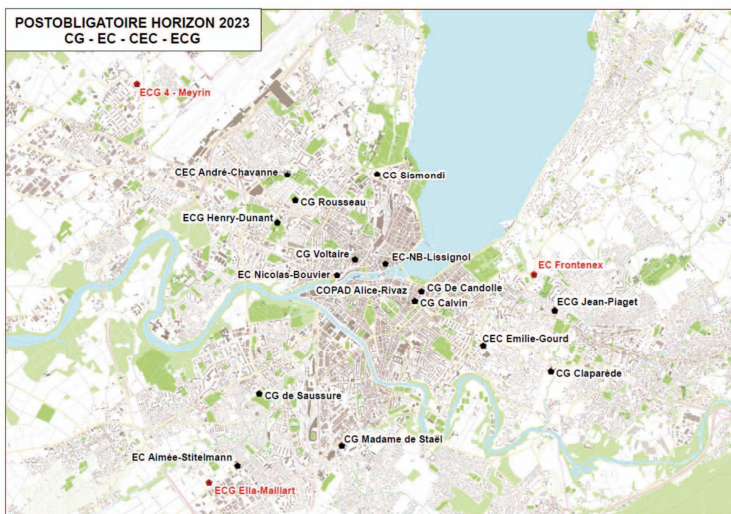 POSTOBLIGATOIRE HORIZON 2023
CG - EC - CEC - ECG
ECG 4 - Meyrin
CEC André-Chavanne
CG Sismondi
CG Rousseau
ECG Henry-Dunant
CG Voltaire
EC-NB-Lissignol
EC Nicolas-Bouvier
EC Frontenex
COPAD Alice-Rivaz
CG De Candolle
CG Calvin
ECG Jean-Piaget
CEC Emilie-Gourd
CG Claparède
CG de Saussure
CG Madame de Staël
EC Aimée-Stitelmann
ECG Ella-Maillart